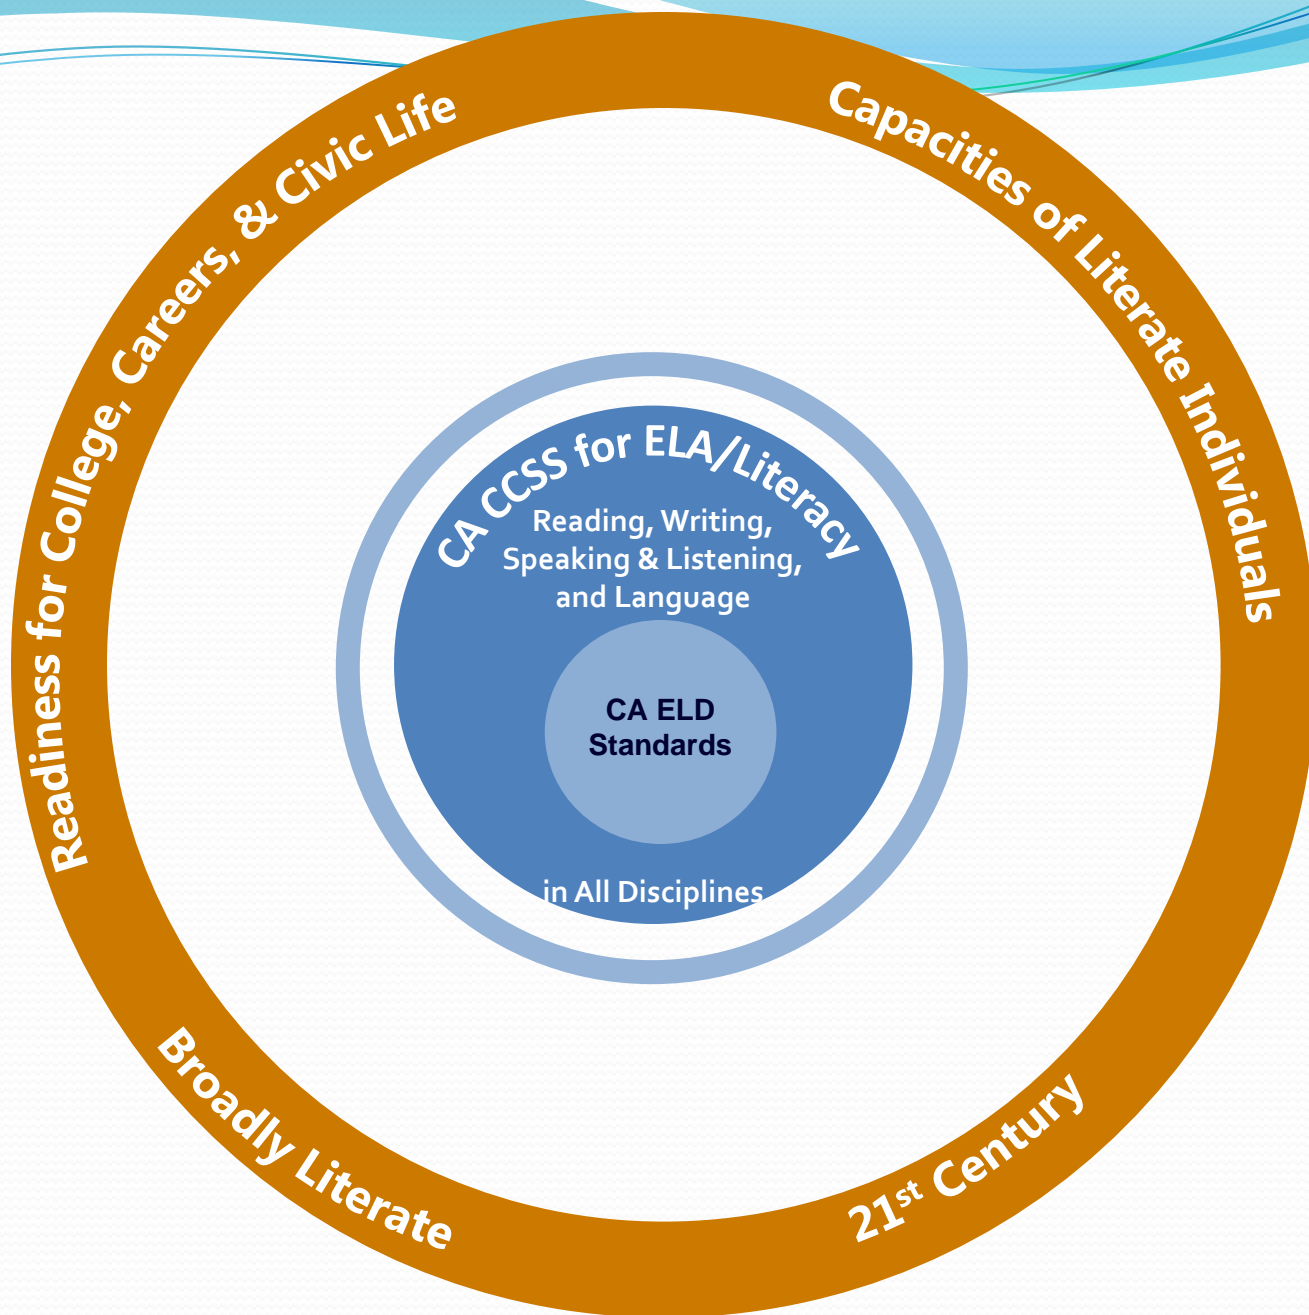 Readiness for College, Careers, & Civic Life
Capacities of Literate Individuals
CA CCSS for ELA/Literacy
Reading, Writing,
Speaking & Listening,
and Language
CA ELD
Standards
in All Disciplines
Broadly Literate
21st Century